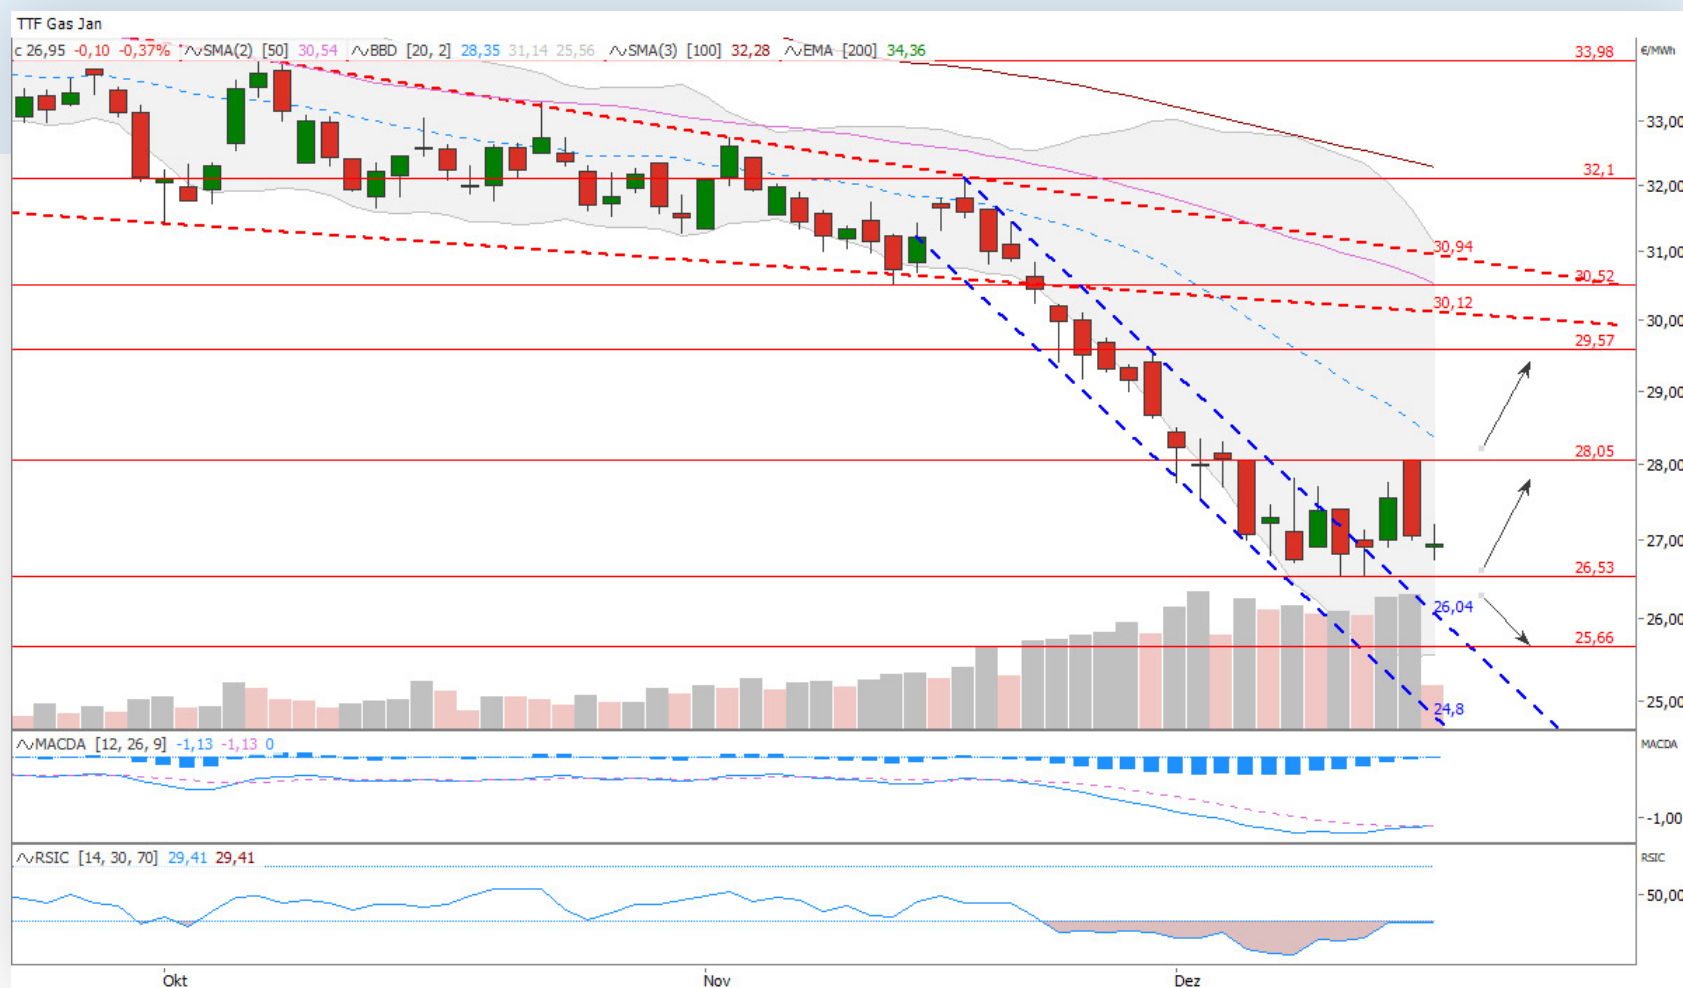 TTF Gas Jan
c 26,95 -0,10 -0,37% SMA(2) [50] 30,54 BBD [20, 2] 28,35 31,14 25,56 SMA(3) [100] 32,28 EMA [200] 34,36
33,98
€/MWh
33,00
32,1
32,00
30,94
31,00
30,52
30,12
30,00
29,57
29,00
28,05
28,00
27,00
26,53
26,04
26,00
25,66
25,00
24,8
MACDA [12, 26, 9] -1,13 -1,13 0
MACDA
-1,00
RSIC [14, 30, 70] 29,41 29,41
RSIC
50,00
Okt
Nov
Dez